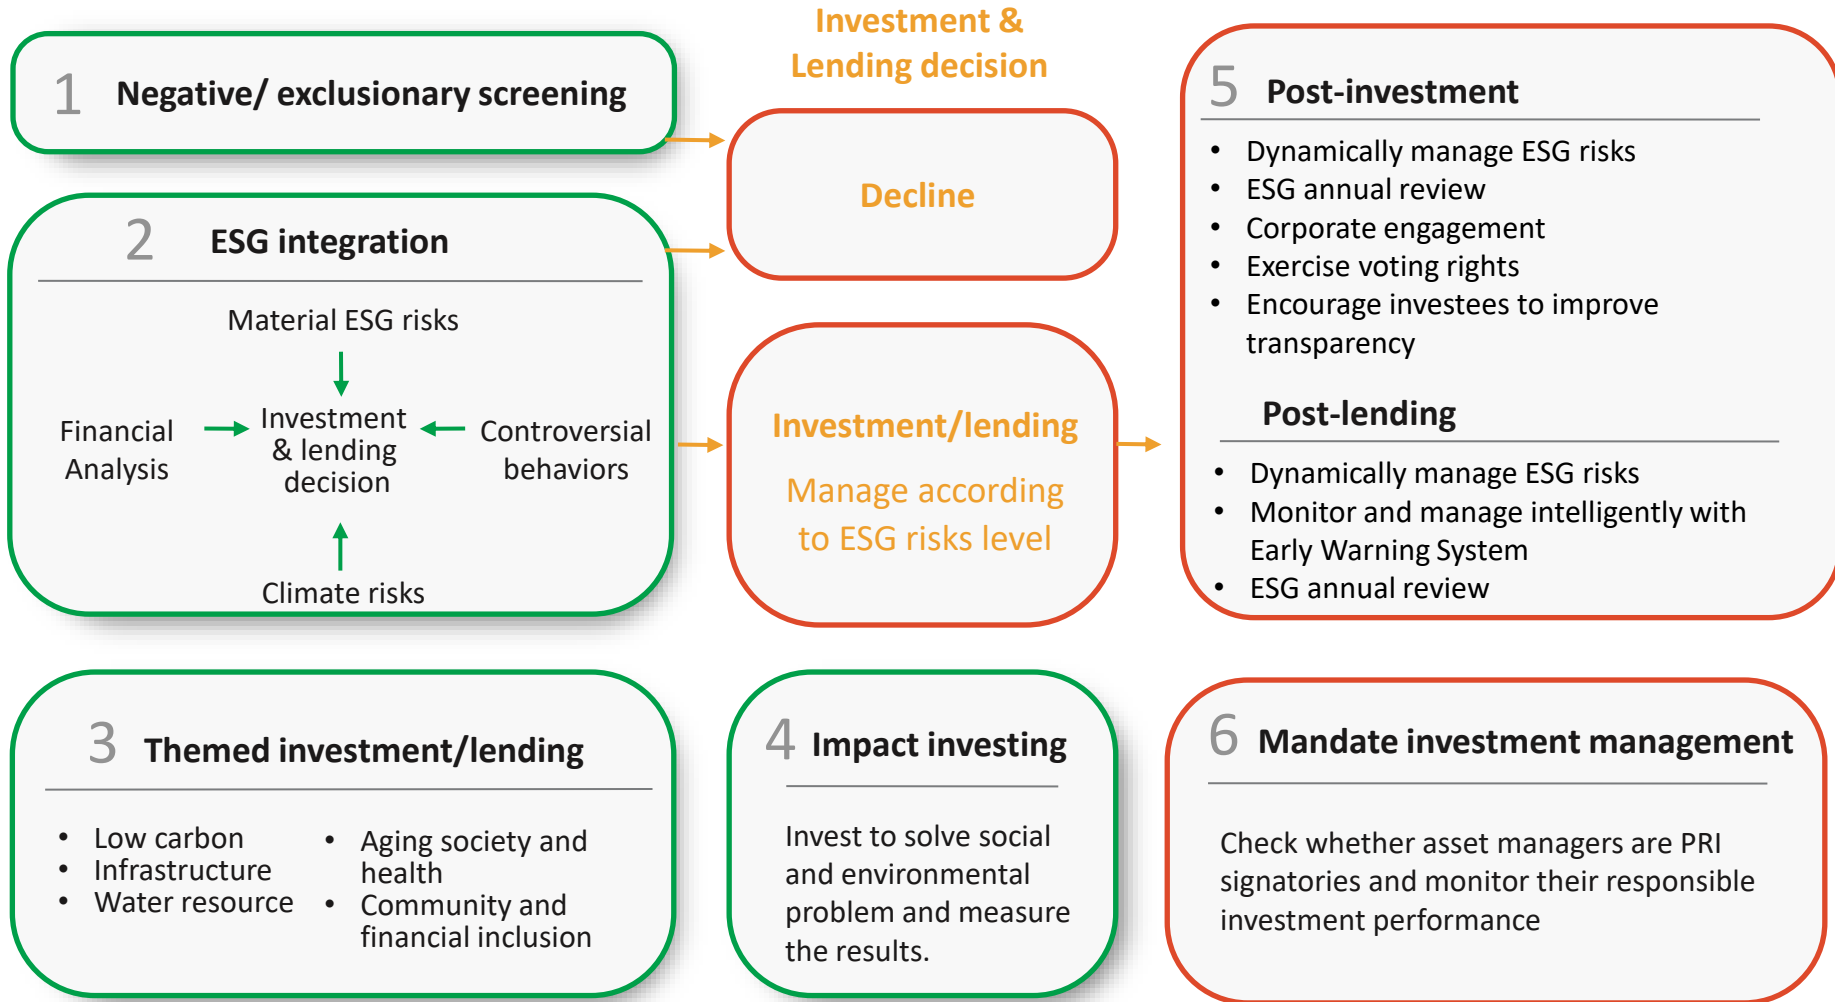 Investment &
Lending decision
1 Negative/ exclusionary screening
Decline
2 ESG integration
Material ESG risks
Financial
Analysis
Investment
& lending
decision
Controversial
behaviors
Climate risks
Investment/lending
Manage according
to ESG risks level
5 Post-investment
• Dynamically manage ESG risks
• ESG annual review
• Corporate engagement
• Exercise voting rights
• Encourage investees to improve
transparency
Post-lending
• Dynamically manage ESG risks
• Monitor and manage intelligently with
Early Warning System
• ESG annual review
3 Themed investment/lending
• Low carbon
• Infrastructure
• Water resource
• Aging society and
health
• Community and
financial inclusion
4 Impact investing
Invest to solve social
and environmental
problem and measure
the results.
6 Mandate investment management
Check whether asset managers are PRI
signatories and monitor their responsible
investment performance